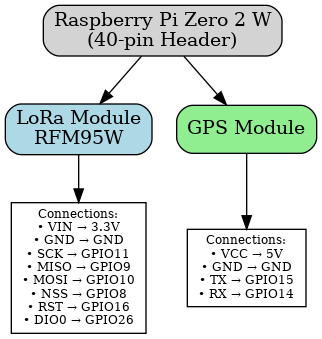 Raspberry Pi Zero 2 W
(40-pin Header)
LoRa Module
RFM95W
GPS Module
Connections:
• VIN → 3.3V
• GND → GND
• SCK → GPIO11
• MISO → GPIO9
• MOSI → GPIO10
• NSS → GPIO8
• RST → GPIO16
• DIO0 → GPIO26
Connections:
• VCC → 5V
• GND → GND
• TX → GPIO15
• RX → GPIO14